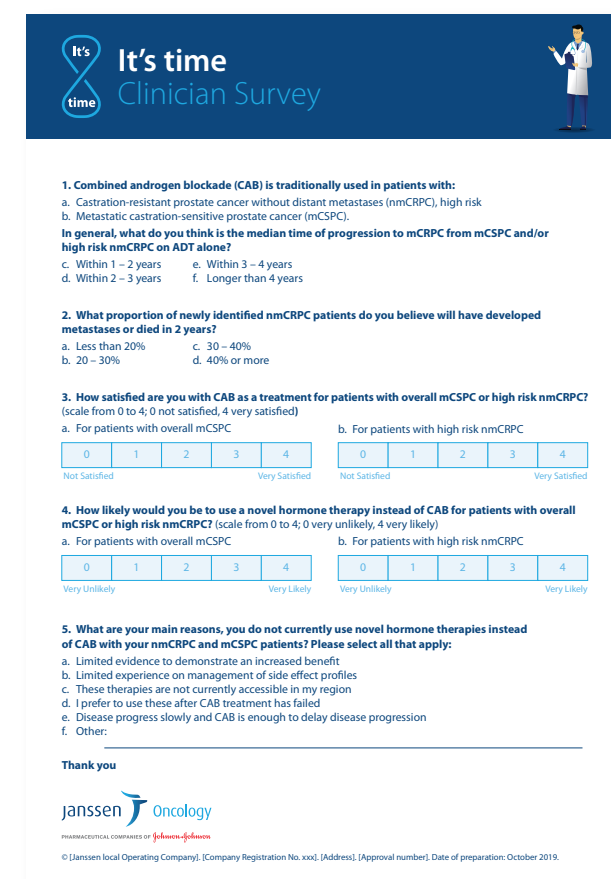 It's
time
It's time
Clinician Survey
1. Combined androgen blockade (CAB) is traditionally used in patients with:
a. Castration-resistant prostate cancer without distant metastases (nmCRPC), high risk
b. Metastatic castration-sensitive prostate cancer (mCSPC).
In general, what do you think is the median time of progression to mCRPC from mCSPC and/or
high risk nmCRPC on ADT alone?
c. Within 1 – 2 years e. Within 3 – 4 years
d. Within 2 – 3 years f. Longer than 4 years
2. What proportion of newly identified nmCRPC patients do you believe will have developed
metastases or died in 2 years?
a. Less than 20% c. 30 – 40%
b. 20 – 30% d. 40% or more
3. How satisfied are you with CAB as a treatment for patients with overall mCSPC or high risk nmCRPC?
(scale from 0 to 4; 0 not satisfied, 4 very satisfied)
a. For patients with overall mCSPC b. For patients with high risk nmCRPC
0 1 2 3 4 0 1 2 3 4
Not Satisfied Very Satisfied Not Satisfied Very Satisfied
4. How likely would you be to use a novel hormone therapy instead of CAB for patients with overall
mCSPC or high risk nmCRPC? (scale from 0 to 4; 0 very unlikely, 4 very likely)
a. For patients with overall mCSPC b. For patients with high risk nmCRPC
0 1 2 3 4 0 1 2 3 4
Very Unlikely Very Likely Very Unlikely Very Likely
5. What are your main reasons, you do not currently use novel hormone therapies instead
of CAB with your nmCRPC and mCSPC patients? Please select all that apply:
a. Limited evidence to demonstrate an increased benefit
b. Limited experience on management of side effect profiles
c. These therapies are not currently accessible in my region
d. I prefer to use these after CAB treatment has failed
e. Disease progress slowly and CAB is enough to delay disease progression
f. Other:
Thank you
janssen Oncology
PHARMACEUTICAL COMPANIES OF Johnson & Johnson
© [Janssen local Operating Company]. [Company Registration No. xxx]. [Address]. [Approval number]. Date of preparation: October 2019.